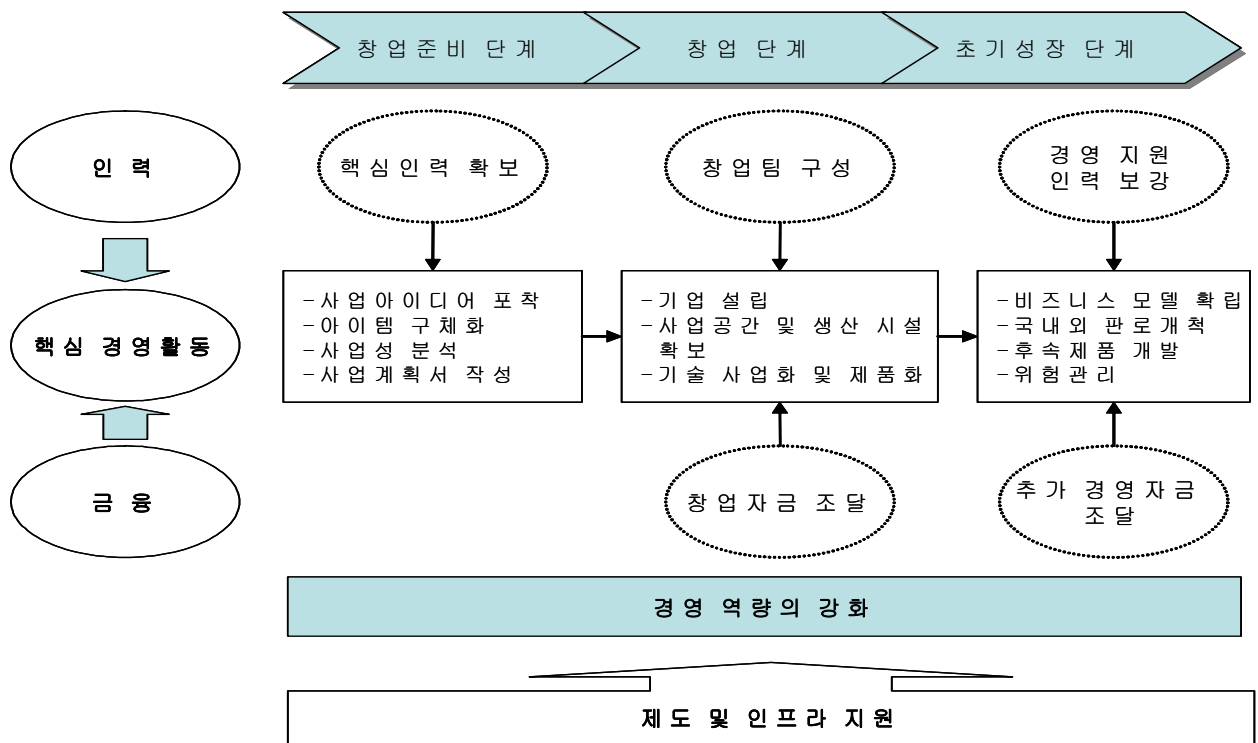 창업준비 단계
창업 단계
초기성장 단계
인 력
핵심인력 확보
창업팀 구성
경영 지원
인력 보강
핵심 경영활동
-사업아이디어 포착
-아이템 구체화
-사업성 분석
-사업계획서 작성
-기업 설립
-사업공간 및 생산 시설
확보
-기술 사업화 및 제품화
-비즈니스 모델 확립
-국내외 판로개척
-후속제품 개발
-위험관리
금 융
창업자금 조달
추가 경영자금
조달
경영 역량의 강화
제도 및 인프라 지원